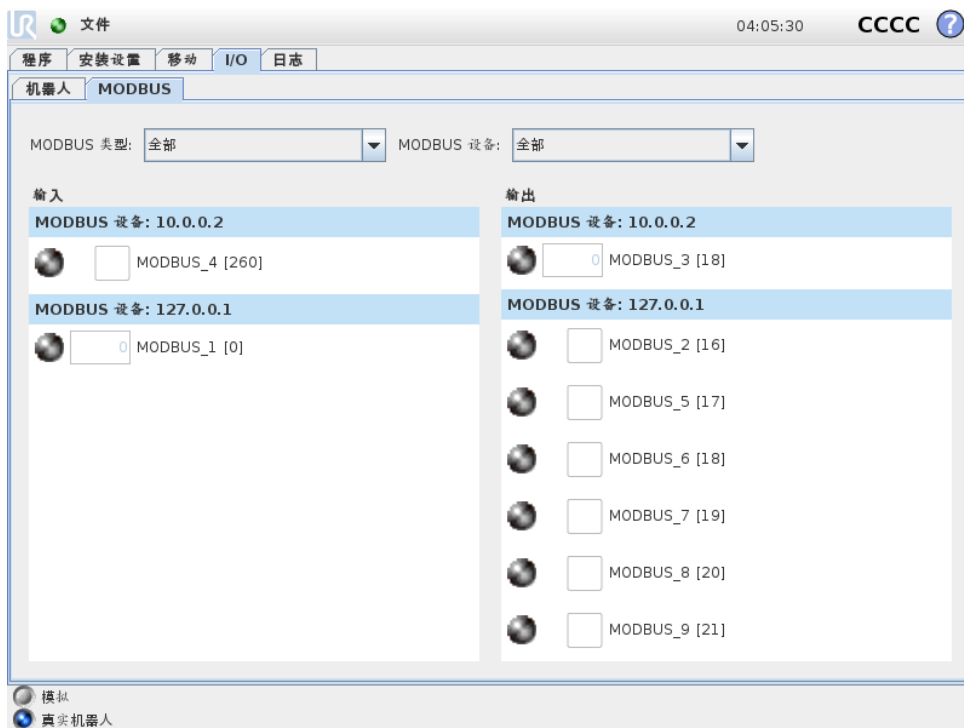 UR 文件 04:05:30 CCCC ?
程序 安装设置 移动 I/O 日志
机器人 MODBUS
MODBUS 类型: 全部 MODBUS 设备: 全部
输入
MODBUS 设备: 10.0.0.2
MODBUS_4 [260]
MODBUS 设备: 127.0.0.1
0 MODBUS_1 [0]
输出
MODBUS 设备: 10.0.0.2
0 MODBUS_3 [18]
MODBUS 设备: 127.0.0.1
MODBUS_2 [16]
MODBUS_5 [17]
MODBUS_6 [18]
MODBUS_7 [19]
MODBUS_8 [20]
MODBUS_9 [21]
模拟
真实机器人